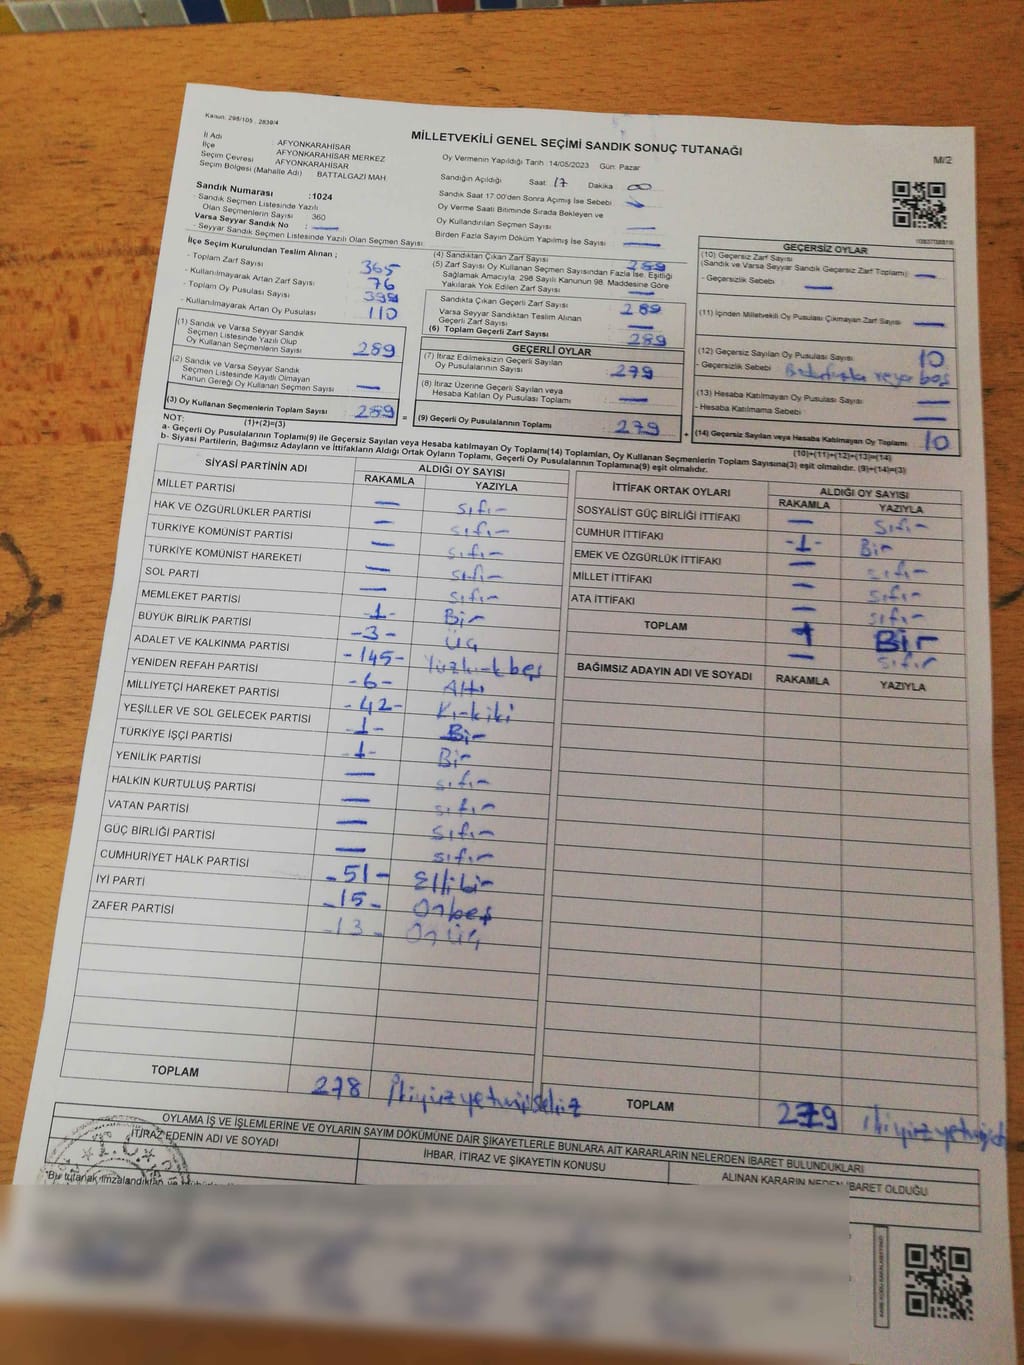 Kanun: 298/105 , 2839/4
MİLLETVEKİLİ GENEL SEÇİMİ SANDIK SONUÇ TUTANAĞI
M/2
İl Adı : AFYONKARAHİSAR
İlçe : AFYONKARAHİSAR MERKEZ
Seçim Çevresi : AFYONKARAHİSAR
Seçim Bölgesi (Mahalle Adı) : BATTALGAZİ MAH.
Sandık Numarası :1024
- Sandık Seçmen Listesinde Yazılı
Olan Seçmenlerin Sayısı : 360
Varsa Seyyar Sandık No : —
- Seyyar Sandık Seçmen Listesinde Yazılı Olan Seçmen Sayısı:
Oy Vermenin Yapıldığı Tarih :14/05/2023 Gün: Pazar
Sandığın Açıldığı Saat: 17 Dakika: 00
Sandık Saat 17:00'den Sonra Açımış İse Sebebi :
Oy Verme Saati Bitiminde Sırada Bekleyen ve
Oy Kullandırılan Seçmen Sayısı : —
Birden Fazla Sayım Döküm Yapılmış İse Sayısı : —
İlçe Seçim Kurulundan Teslim Alınan ;
- Toplam Zarf Sayısı : 365
- Kullanılmayarak Artan Zarf Sayısı : 76
- Toplam Oy Pusulası Sayısı : 399
- Kullanılmayarak Artan Oy Pusulası : 110
(1) Sandık ve Varsa Seyyar Sandık
Seçmen Listesinde Yazılı Olup
Oy Kullanan Seçmenlerin Sayısı : 289
(2) Sandık ve Varsa Seyyar Sandık
Seçmen Listesinde Kayıtlı Olmayan
Kanun Gereği Oy Kullanan Seçmen Sayısı : —
(3) Oy Kullanan Seçmenlerin Toplam Sayısı : 289 =
(1)+(2)=(3)
(4) Sandıktan Çıkan Zarf Sayısı : 289
(5) Zarf Sayısı Oy Kullanan Seçmen Sayısından Fazla İse, Eşitliği
Sağlamak Amacıyla; 298 Sayılı Kanunun 98. Maddesine Göre
Yakılarak Yok Edilen Zarf Sayısı : —
Sandıkta Çıkan Geçerli Zarf Sayısı : 289
Varsa Seyyar Sandıktan Teslim Alınan
Geçerli Zarf Sayısı : —
(6) Toplam Geçerli Zarf Sayısı : 289
GEÇERLİ OYLAR
(7) İtiraz Edilmeksizin Geçerli Sayılan
Oy Pusulalarının Sayısı : 279
(8) İtiraz Üzerine Geçerli Sayılan veya
Hesaba Katılan Oy Pusulası Toplamı : —
(9) Geçerli Oy Pusulalarının Toplamı : 279 +
GEÇERSİZ OYLAR
(10) Geçersiz Zarf Sayısı
(Sandık ve Varsa Seyyar Sandık Geçersiz Zarf Toplamı) : —
- Geçersizlik Sebebi : —
(11) İçinden Milletvekili Oy Pusulası Çıkmayan Zarf Sayısı : —
(12) Geçersiz Sayılan Oy Pusulası Sayısı : 10
- Geçersizlik Sebebi : veya boş
(13) Hesaba Katılmayan Oy Pusulası Sayısı : —
- Hesaba Katılmama Sebebi : —
(14) Geçersiz Sayılan veya Hesaba Katılmayan Oy Toplamı : 10
(10)+(11)+(12)+(13)=(14)
NOT:
a- Geçerli Oy Pusulalarının Toplamı(9) ile Geçersiz Sayılan veya Hesaba katılmayan Oy Toplamı(14) Toplamları, Oy Kullanan Seçmenlerin Toplam Sayısına(3) eşit olmalıdır. (9)+(14)=(3)
b- Siyasi Partilerin, Bağımsız Adayların ve İttifakların Aldığı Ortak Oyların Toplamı, Geçerli Oy Pusulalarının Toplamına(9) eşit olmalıdır.
SİYASİ PARTİNİN ADI ALDIĞI OY SAYISI
RAKAMLA YAZIYLA
MİLLET PARTİSİ — sıfır
HAK VE ÖZGÜRLÜKLER PARTİSİ — sıfır
TÜRKİYE KOMÜNİST PARTİSİ — sıfır
TÜRKİYE KOMÜNİST HAREKETİ — sıfır
SOL PARTİ — sıfır
MEMLEKET PARTİSİ -1- Bir
BÜYÜK BİRLİK PARTİSİ -3- Üç
ADALET VE KALKINMA PARTİSİ -145- Yüzkırkbeş
YENİDEN REFAH PARTİSİ -6- Altı
MİLLİYETÇİ HAREKET PARTİSİ -42- Kırkiki
YEŞİLLER VE SOL GELECEK PARTİSİ -1- Bir
TÜRKİYE İŞÇİ PARTİSİ -1- Bir
YENİLİK PARTİSİ — sıfır
HALKIN KURTULUŞ PARTİSİ — sıfır
VATAN PARTİSİ — sıfır
GÜÇ BİRLİĞİ PARTİSİ — sıfır
CUMHURİYET HALK PARTİSİ -51- Ellibir
İYİ PARTİ -15- Onbeş
ZAFER PARTİSİ -13- On üç
TOPLAM 278 İkiyüzyetmişsekiz
İTTİFAK ORTAK OYLARI ALDIĞI OY SAYISI
RAKAMLA YAZIYLA
SOSYALİST GÜÇ BİRLİĞİ İTTİFAKI — sıfır
CUMHUR İTTİFAKI -1- Bir
EMEK VE ÖZGÜRLÜK İTTİFAKI — sıfır
MİLLET İTTİFAKI — sıfır
ATA İTTİFAKI — sıfır
TOPLAM 1 Bir
— sıfır
BAĞIMSIZ ADAYIN ADI VE SOYADI RAKAMLA YAZIYLA
TOPLAM 279
OYLAMA İŞ VE İŞLEMLERİNE VE OYLARIN SAYIM DÖKÜMÜNE DAİR ŞİKAYETLERLE BUNLARA AİT KARARLARIN NELERDEN İBARET BULUNDUKLARI
İTİRAZ EDENİN ADI VE SOYADI
İHBAR, İTİRAZ VE ŞİKAYETİN KONUSU
ALINAN KARARIN NEDEN İBARET OLDUĞU
T.C.
"Bu tutanak imzalandıktan ve